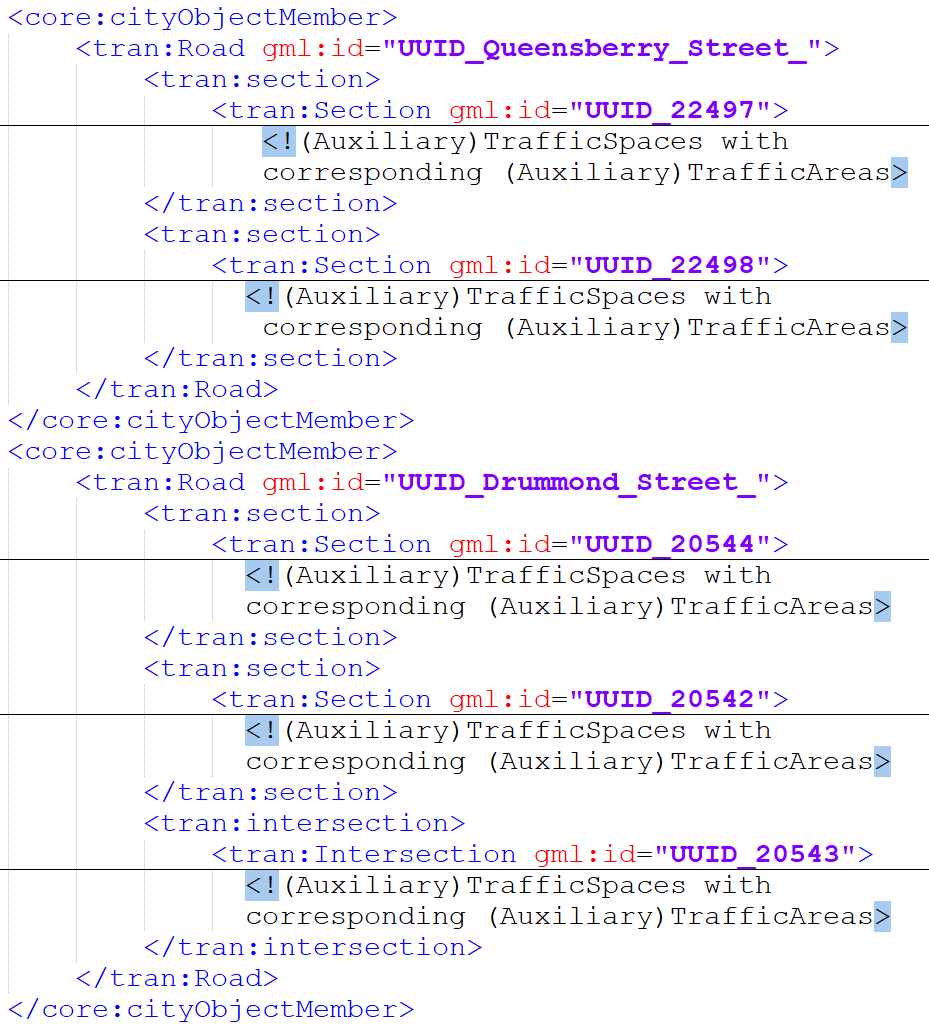 <core:cityObjectMember>
<tran:Road gml:id="UUID_Queensberry_Street_">
<tran:section>
<tran:Section gml:id="UUID_22497">
<!(Auxiliary)TrafficSpaces with
corresponding (Auxiliary)TrafficAreas>
</tran:section>
<tran:section>
<tran:Section gml:id="UUID_22498">
<!(Auxiliary)TrafficSpaces with
corresponding (Auxiliary)TrafficAreas>
</tran:section>
</tran:Road>
</core:cityObjectMember>
<core:cityObjectMember>
<tran:Road gml:id="UUID_Drummond_Street_">
<tran:section>
<tran:Section gml:id="UUID_20544">
<!(Auxiliary)TrafficSpaces with
corresponding (Auxiliary)TrafficAreas>
</tran:section>
<tran:section>
<tran:Section gml:id="UUID_20542">
<!(Auxiliary)TrafficSpaces with
corresponding (Auxiliary)TrafficAreas>
</tran:section>
<tran:intersection>
<tran:Intersection gml:id="UUID_20543">
<!(Auxiliary)TrafficSpaces with
corresponding (Auxiliary)TrafficAreas>
</tran:intersection>
</tran:Road>
</core:cityObjectMember>